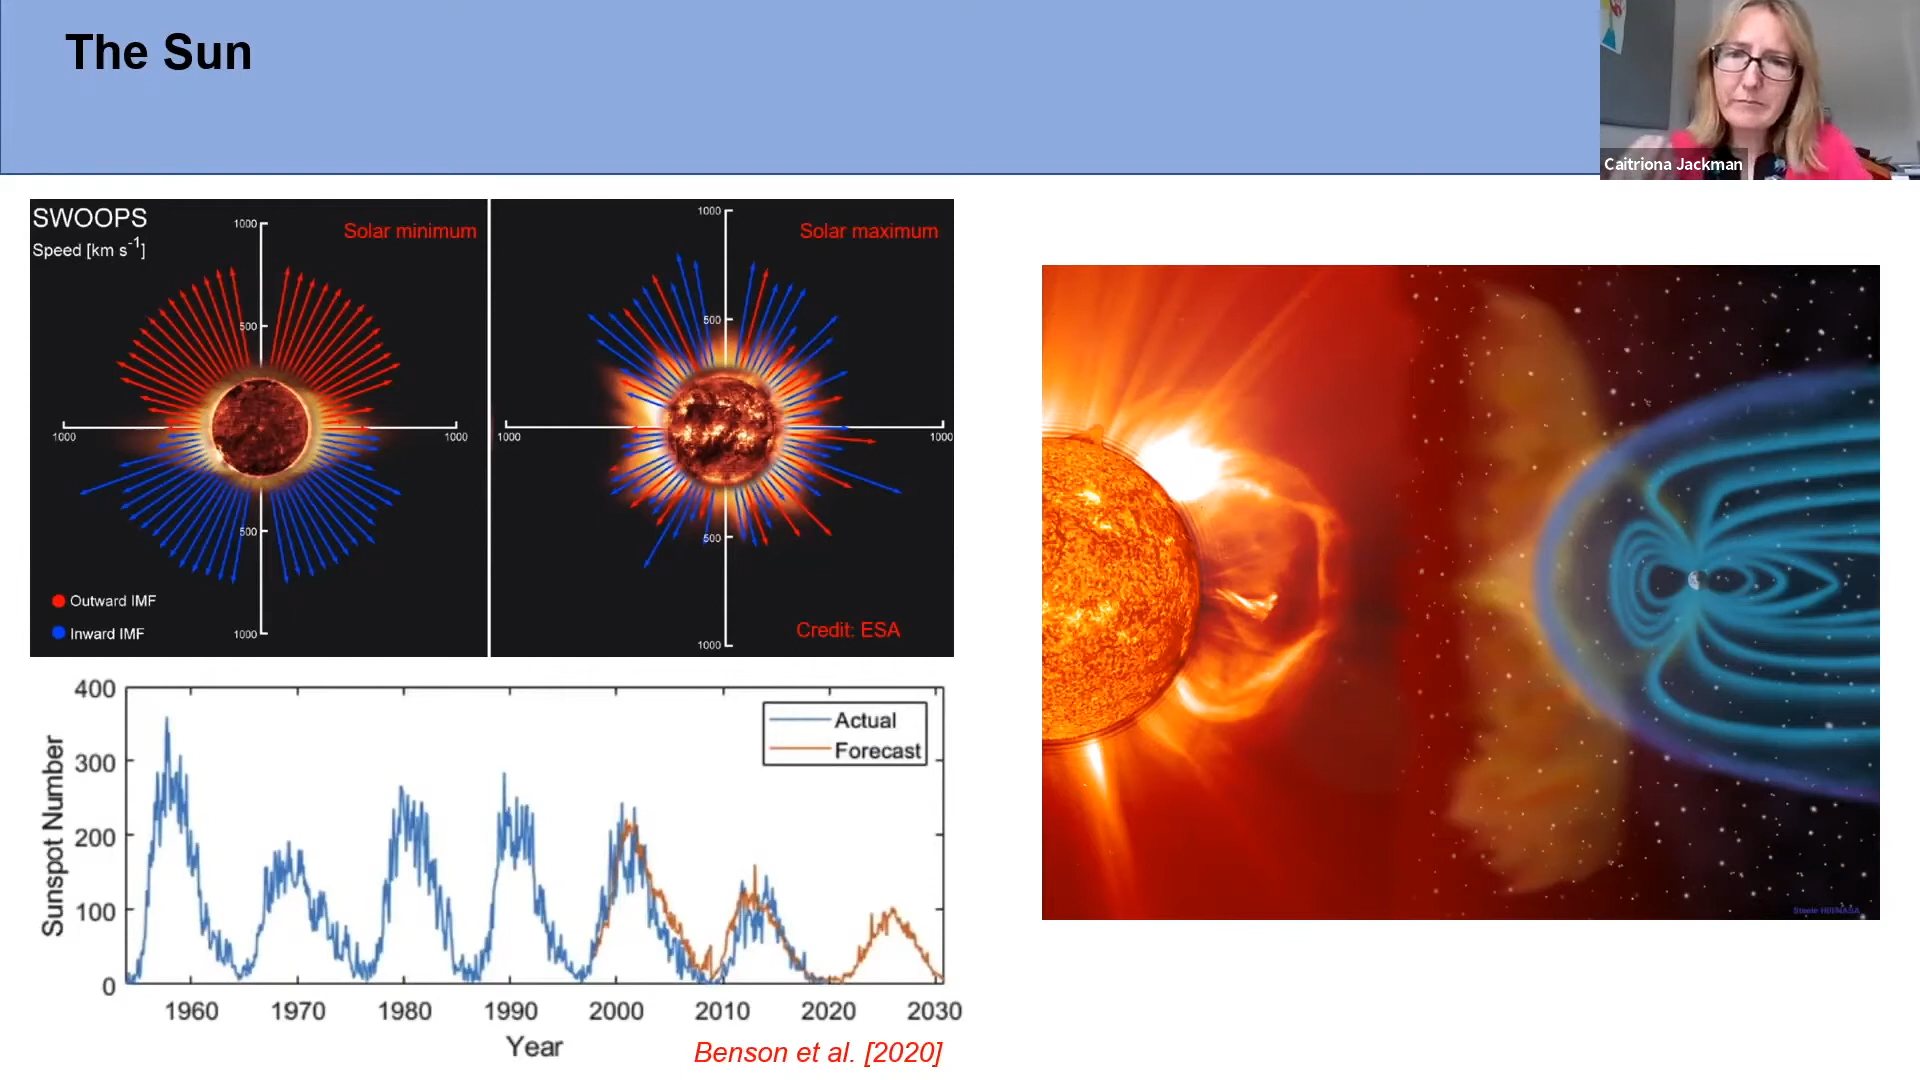 The Sun
Caitriona Jackman
SWOOPS
Speed [km s-1]
Solar minimum
1000
500
1000
1000
500
1000
Outward IMF
Inward IMF
Solar maximum
1000
500
1000
1000
500
1000
Credit: ESA
400
300
200
100
0
Sunspot Number
Actual
Forecast
1960 1970 1980 1990 2000 2010 2020 2030
Year
Benson et al. [2020]